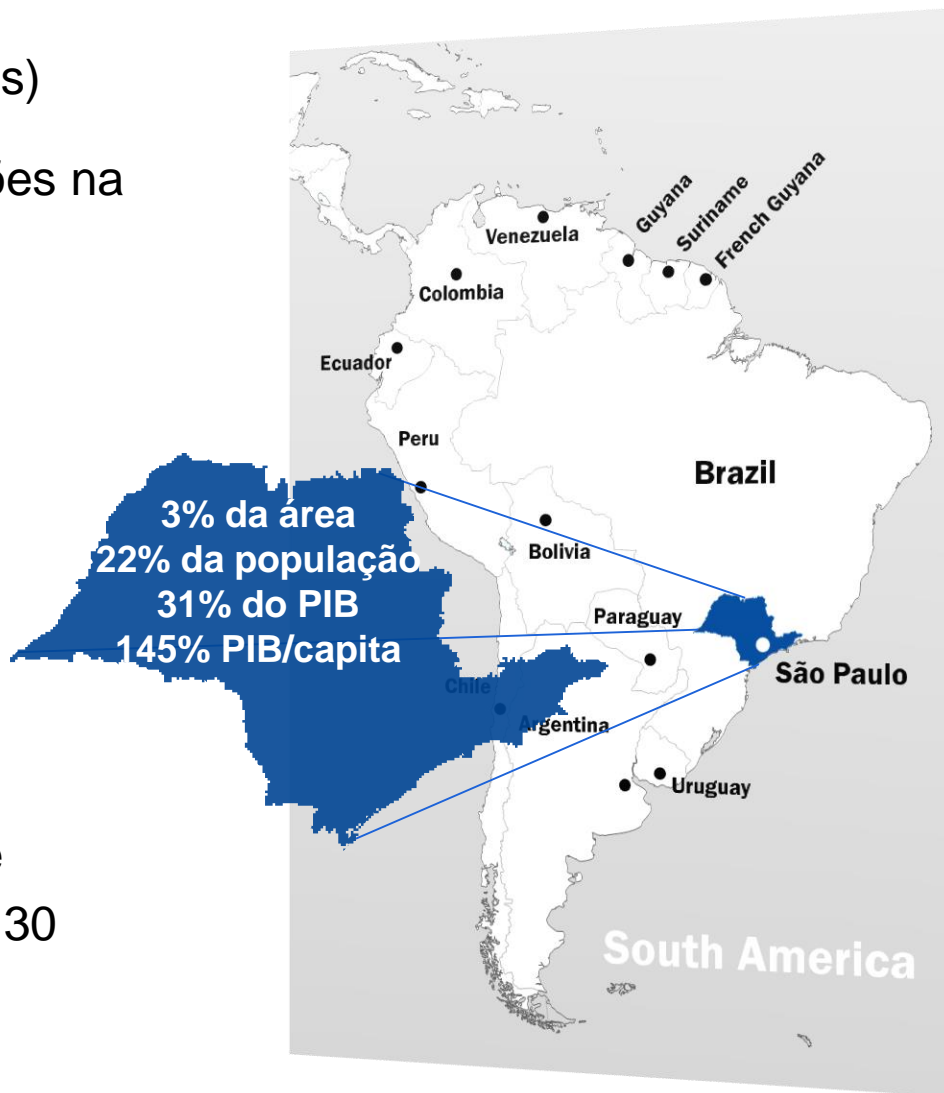 s)
ões na
Guyana
Suriname
French Guyana
Venezuela
Colombia
Ecuador
Peru
Brazil
3% da área
22% da população
31% do PIB
145% PIB/capita
Bolivia
Paraguay
São Paulo
Chile
Argentina
Uruguay
e
30
South America